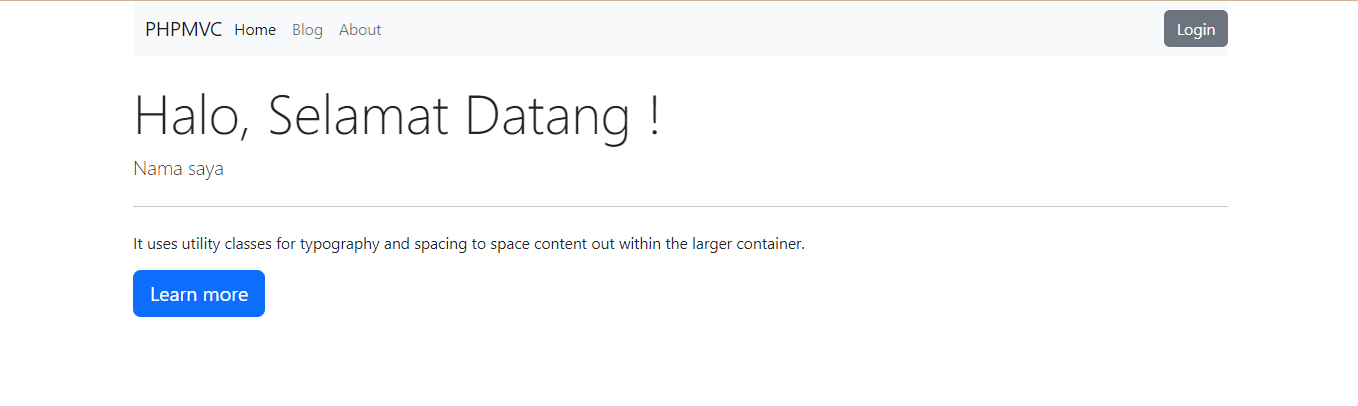 PHPMVC Home Blog About Login
Halo, Selamat Datang !
Nama saya
It uses utility classes for typography and spacing to space content out within the larger container.
Learn more